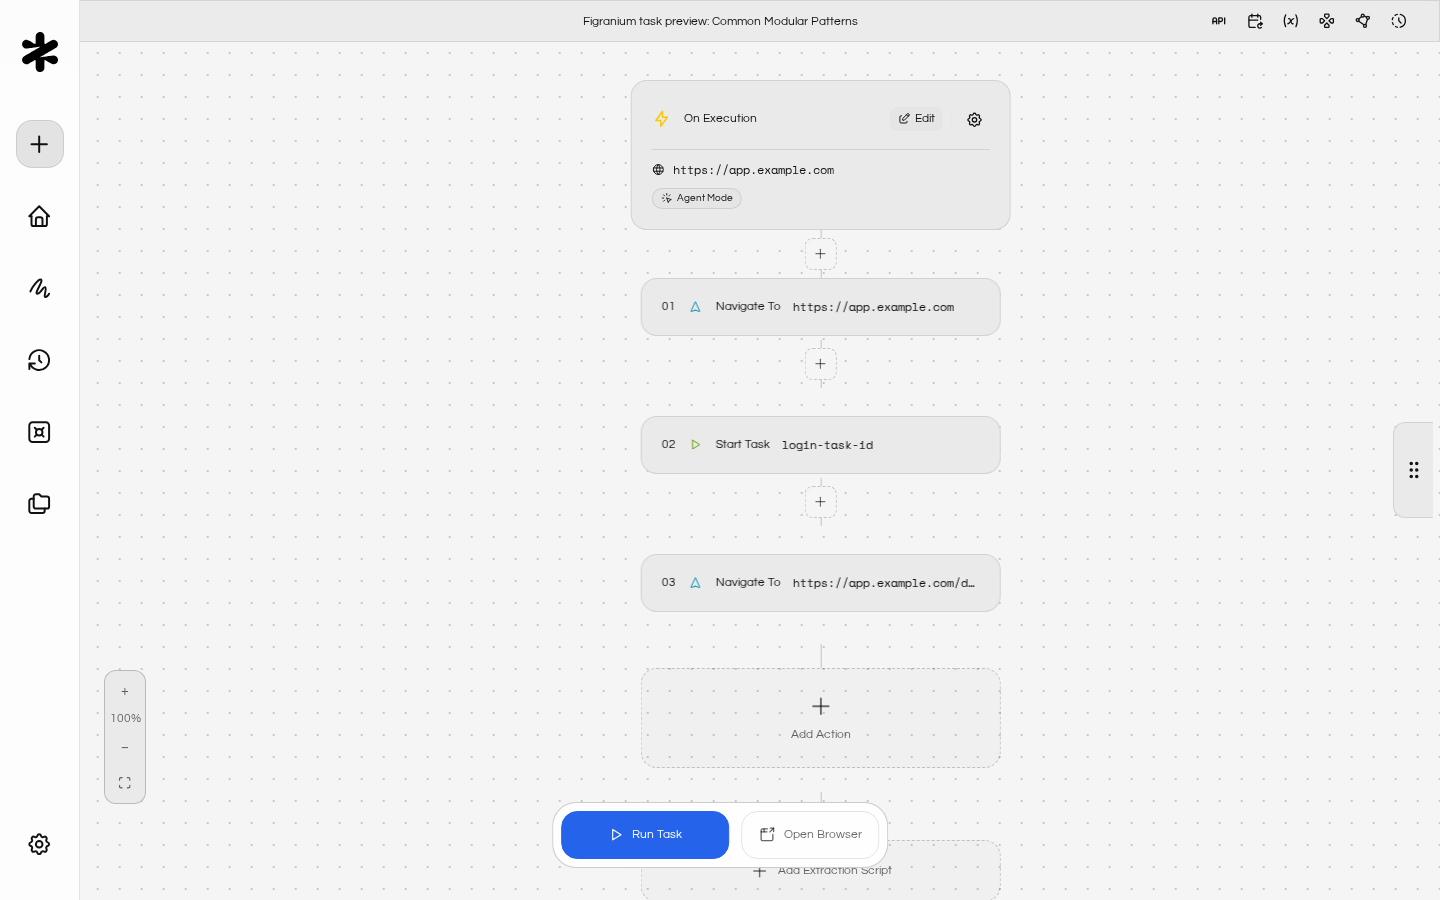 Figranium task preview: Common Modular Patterns
API
(x)
On Execution
Edit
https://app.example.com
Agent Mode
01 Navigate To https://app.example.com
02 Start Task login-task-id
03 Navigate To https://app.example.com/d…
+
100%
−
Add Action
Run Task
Open Browser
Add Extraction Script